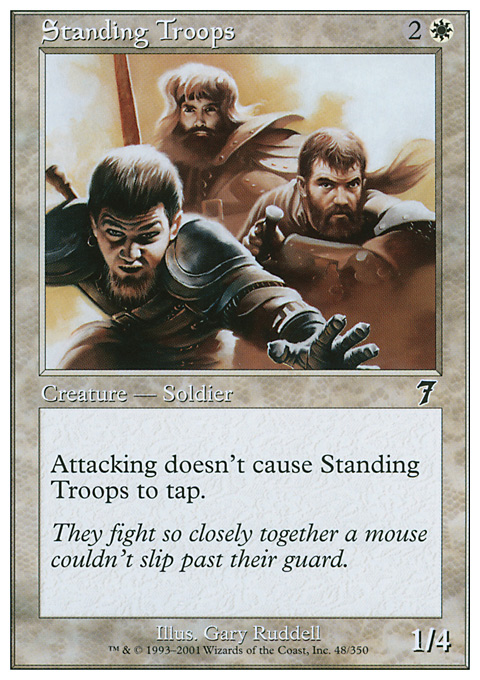 Standing Troops 2
Creature — Soldier 7
Attacking doesn't cause Standing
Troops to tap.
They fight so closely together a mouse
couldn't slip past their guard.
Illus. Gary Ruddell
™ & © 1993–2001 Wizards of the Coast, Inc. 48/350
1/4